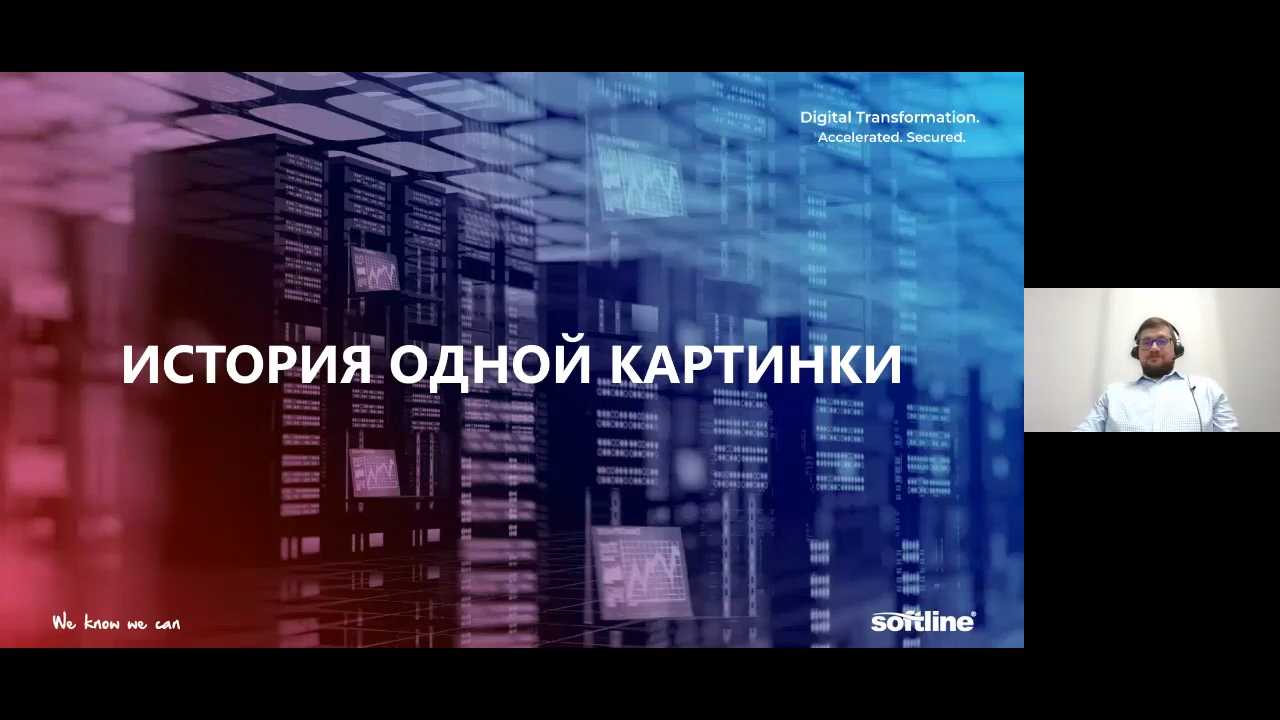 Digital Transformation.
Accelerated. Secured.
ИСТОРИЯ ОДНОЙ КАРТИНКИ
We know we can
softline®